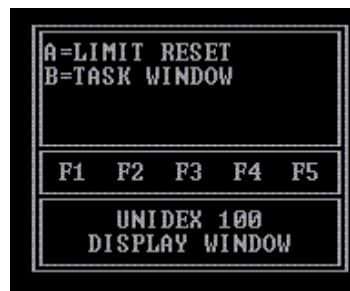 A=LIMIT RESET
B=TASK WINDOW
F1 F2 F3 F4 F5
UNIDEX 100
DISPLAY WINDOW